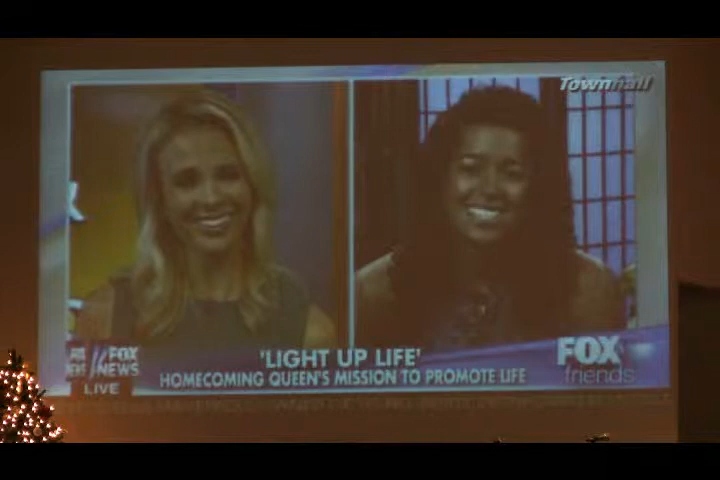 Townhall
FOX
NEWS
LIVE
'LIGHT UP LIFE'
HOMECOMING QUEEN'S MISSION TO PROMOTE LIFE
FOX
friends